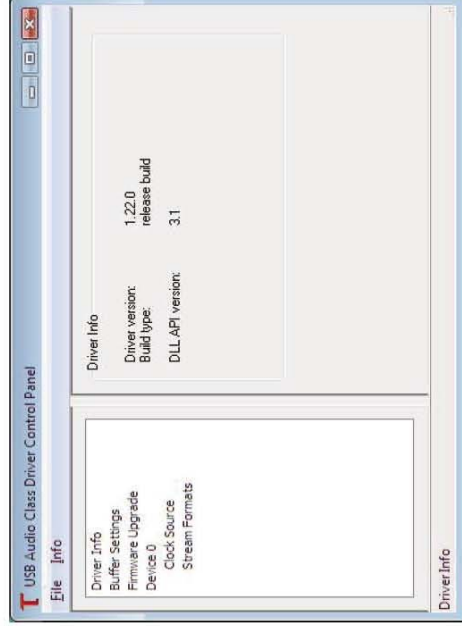 T USB Audio Class Driver Control Panel
File Info
Driver Info
Buffer Settings
Firmware Upgrade
Device 0
Clock Source
Stream Formats
Driver Info
Driver version: 1.22.0
Build type: release build
DLL API version: 3.1
Driver Info